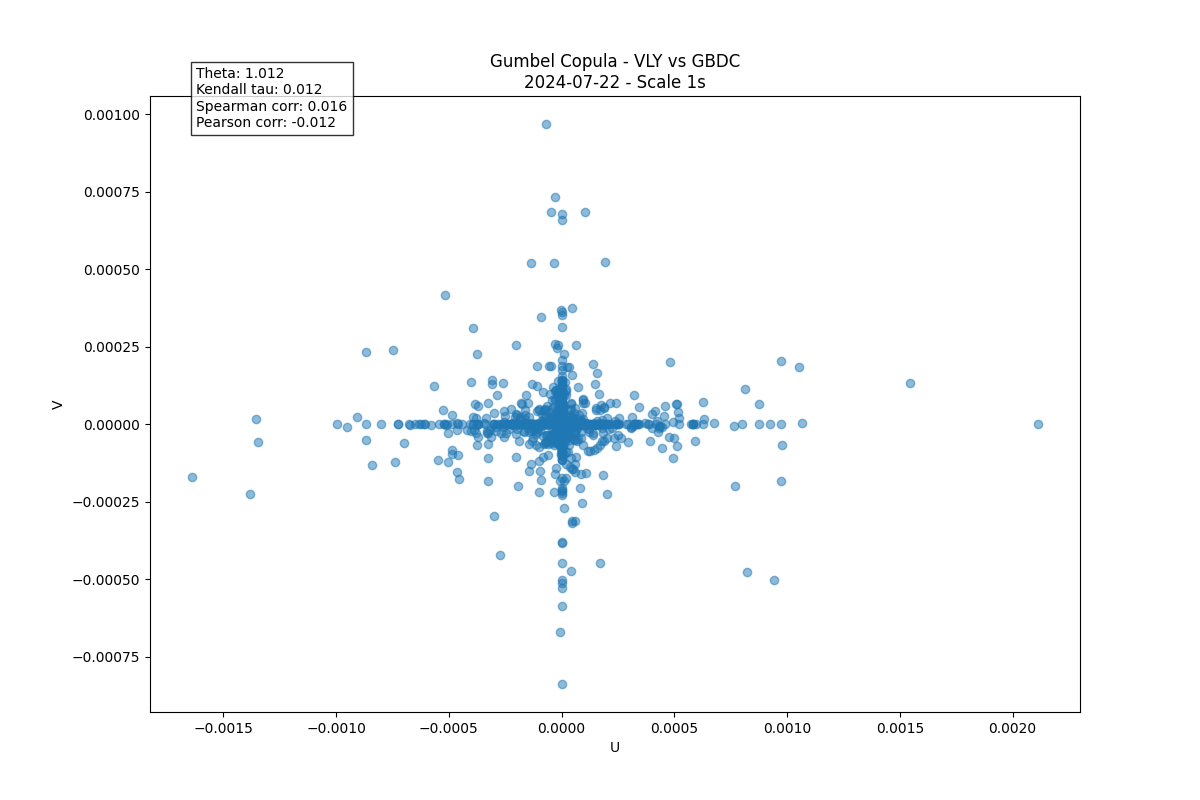 Gumbel Copula - VLY vs GBDC
2024-07-22 - Scale 1s
Theta: 1.012
Kendall tau: 0.012
Spearman corr: 0.016
Pearson corr: -0.012
0.00100
0.00075
0.00050
0.00025
0.00000
−0.00025
−0.00050
−0.00075
V
−0.0015
−0.0010
−0.0005
0.0000
0.0005
0.0010
0.0015
0.0020
U